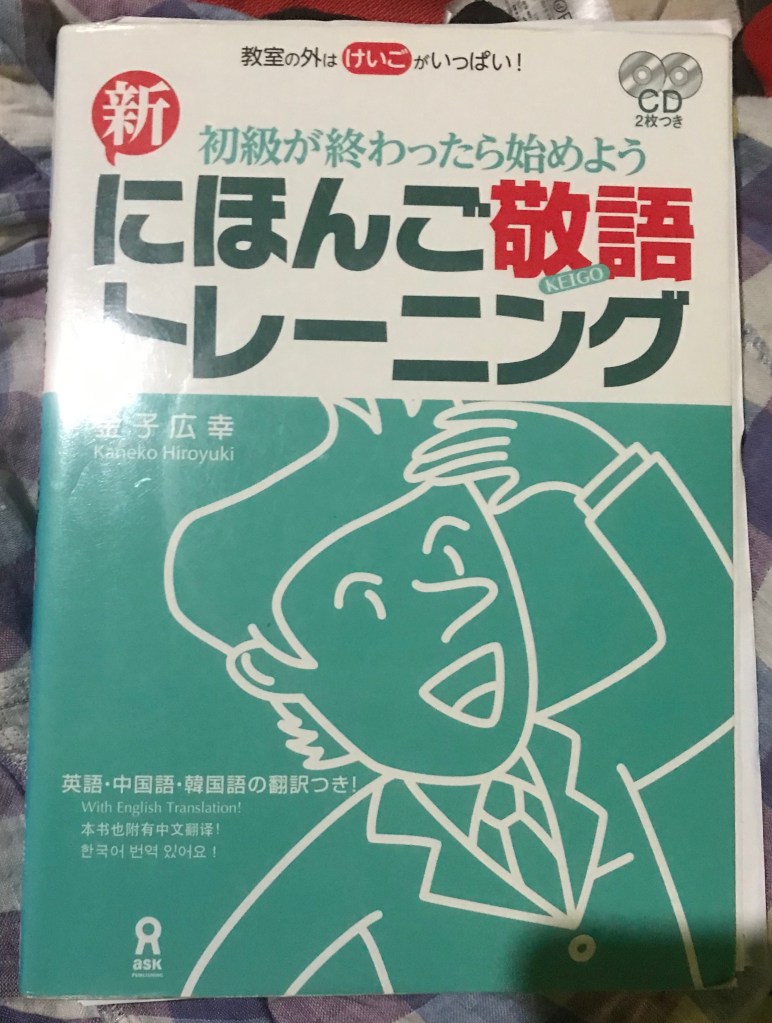 教室の外はけいごがいっぱい!
CD
2枚つき
新
初級が終わったら始めよう
にほんご敬語
KEIGO
トレーニング
金子広幸
Kaneko Hiroyuki
英語・中国語・韓国語の翻訳つき!
With English Translation!
本书也附有中文翻译!
한국어 번역 있어요!
ask
PUBLISHING